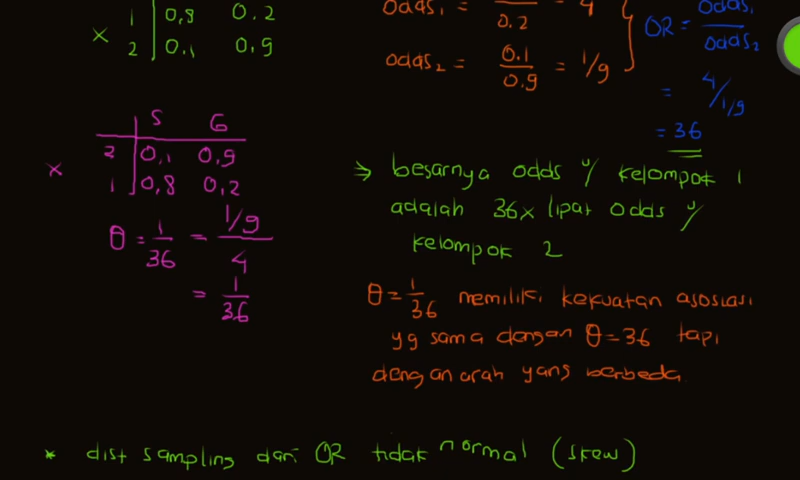 1 | 0,8 0.2
x 2 | 0.1 0,9
odds₁ = — = 4
0.2
odds₂ = 0.1/0.9 = 1/9
OR = odds₁/odds₂
= 4/1/9
= 36
S G
x 2 | 0,1 0,9
1 | 0,8 0,2
θ = 1/36 = 1/9 / 4
= 1/36
⇒ besarnya odds u/ kelompok 1
adalah 36x lipat odds u/
kelompok 2
θ = 1/36 memiliki kekuatan asosiasi
yg sama dengan θ = 36 tapi
dengan arah yang berbeda
* dist sampling dari OR tidak normal (skew)